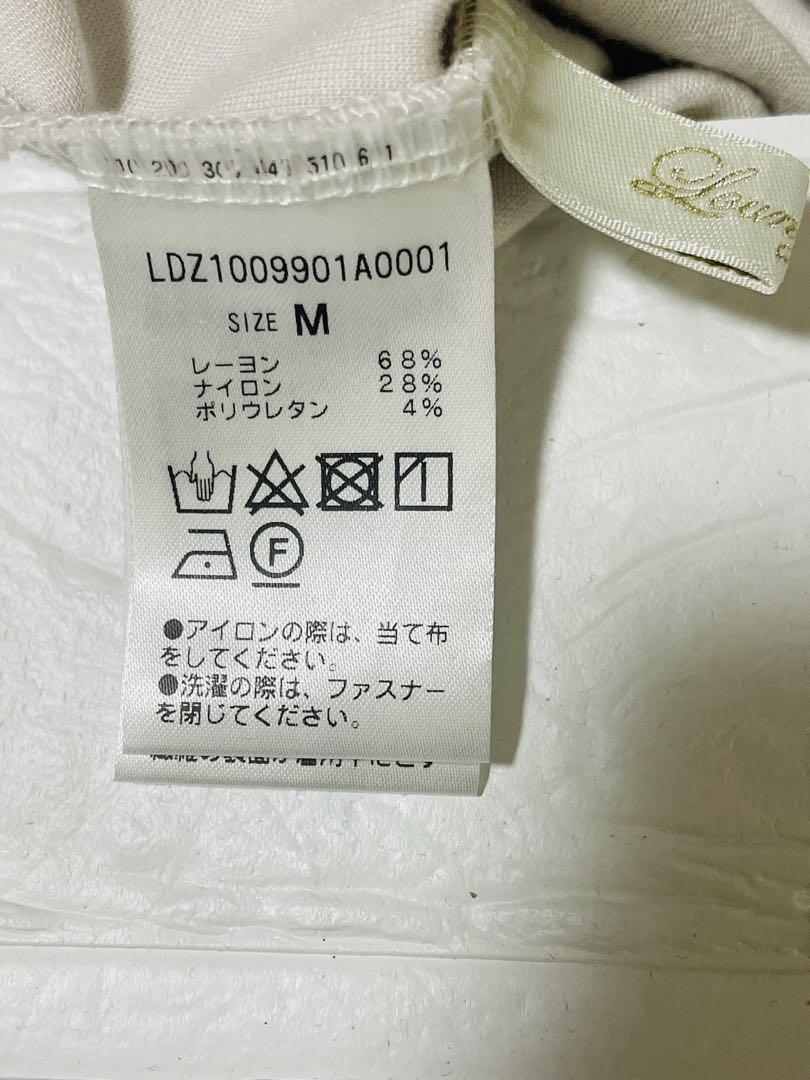 LDZ1009901A0001
SIZE M
レーヨン 68%
ナイロン 28%
ポリウレタン 4%
F
●アイロンの際は、当て布
をしてください。
●洗濯の際は、ファスナー
を閉じてください。